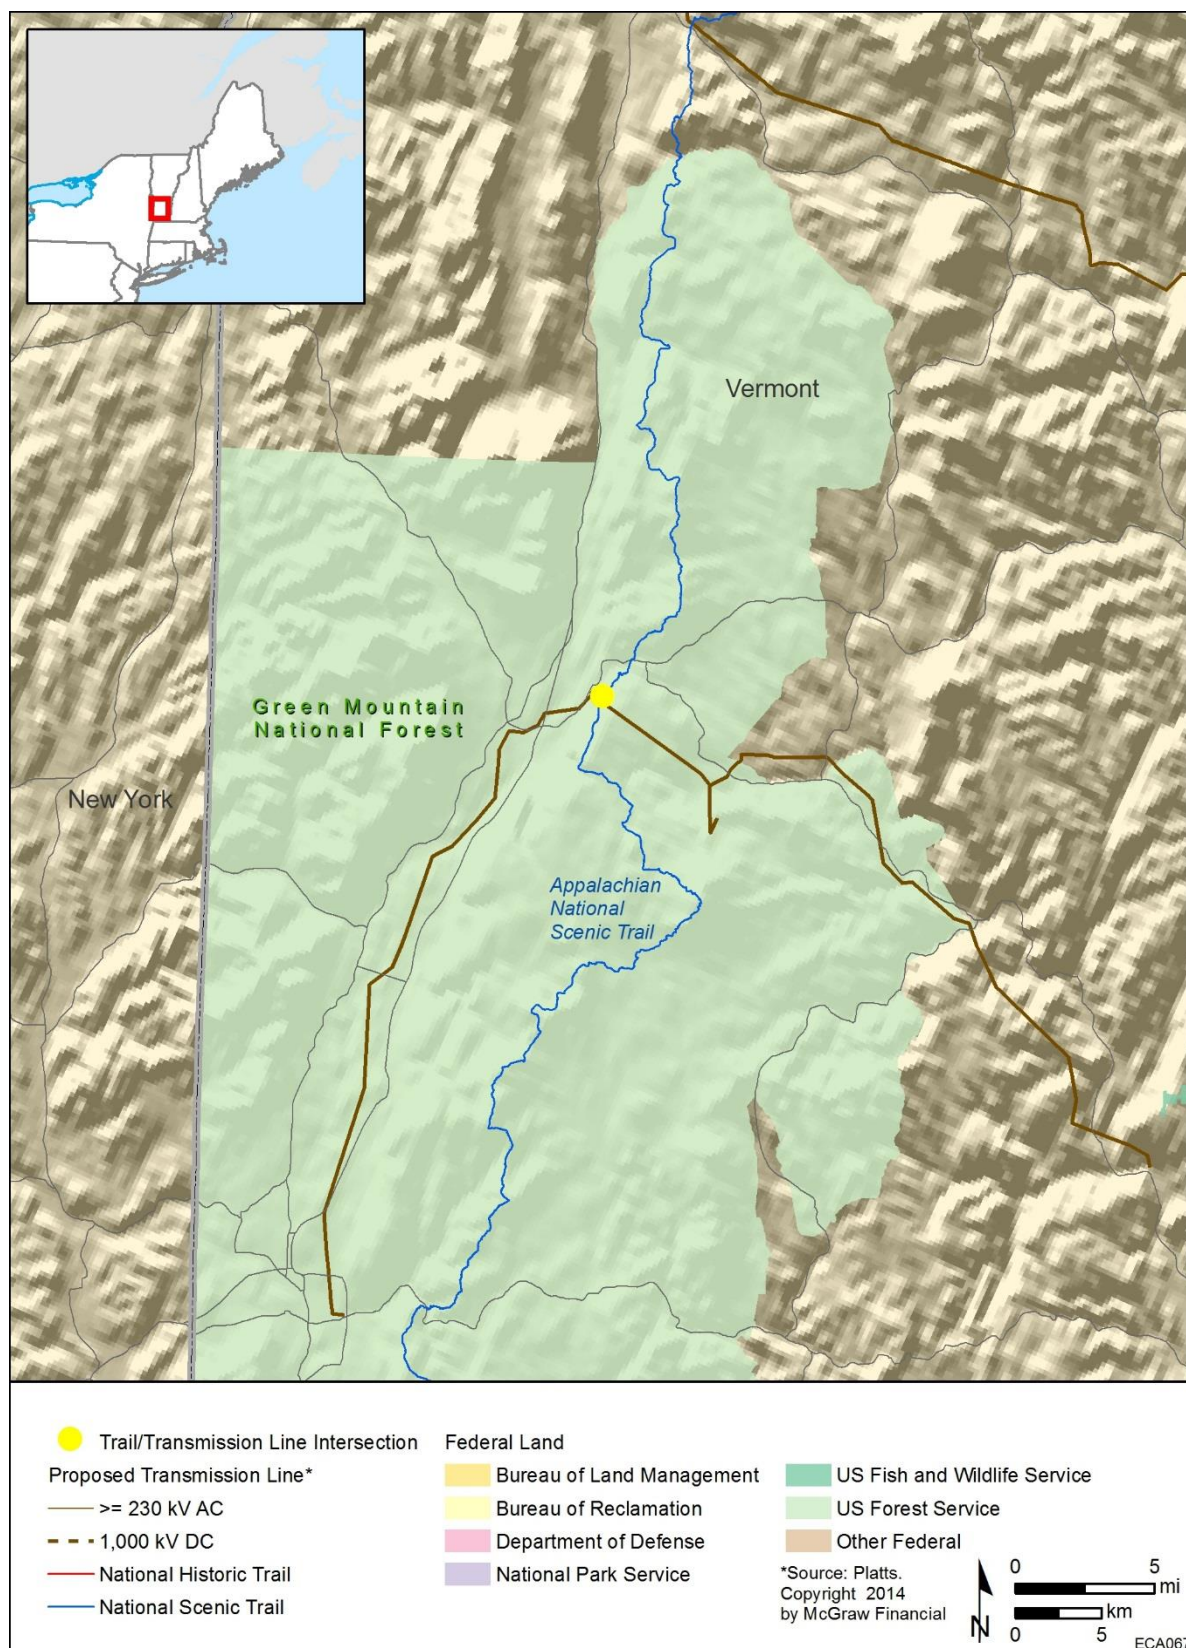 Vermont
Green Mountain
National Forest
New York
Appalachian
National
Scenic Trail
Trail/Transmission Line Intersection
Proposed Transmission Line*
>= 230 kV AC
1,000 kV DC
National Historic Trail
National Scenic Trail
Federal Land
Bureau of Land Management
Bureau of Reclamation
Department of Defense
National Park Service
US Fish and Wildlife Service
US Forest Service
Other Federal
*Source: Platts.
Copyright 2014
by McGraw Financial
N
0 5
mi
km
0 5